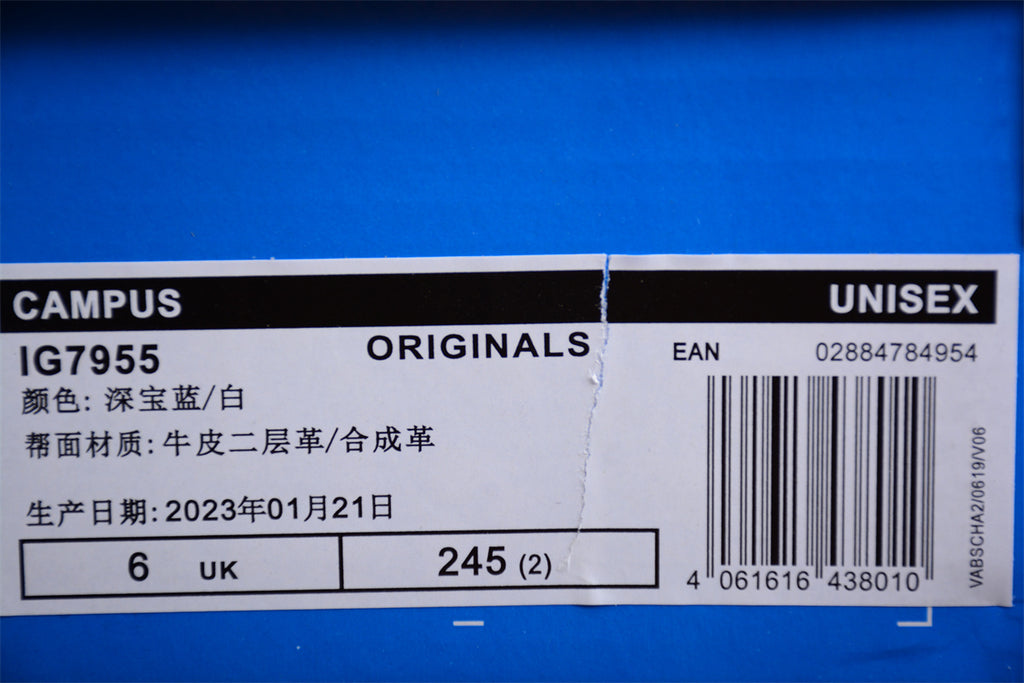 CAMPUS
UNISEX
IG7955
ORIGINALS
EAN
02884784954
颜色: 深宝蓝/白
帮面材质: 牛皮二层革/合成革
生产日期: 2023年01月21日
6 UK
245 (2)
4 061616 438010
VABSCHA2/0619/V06